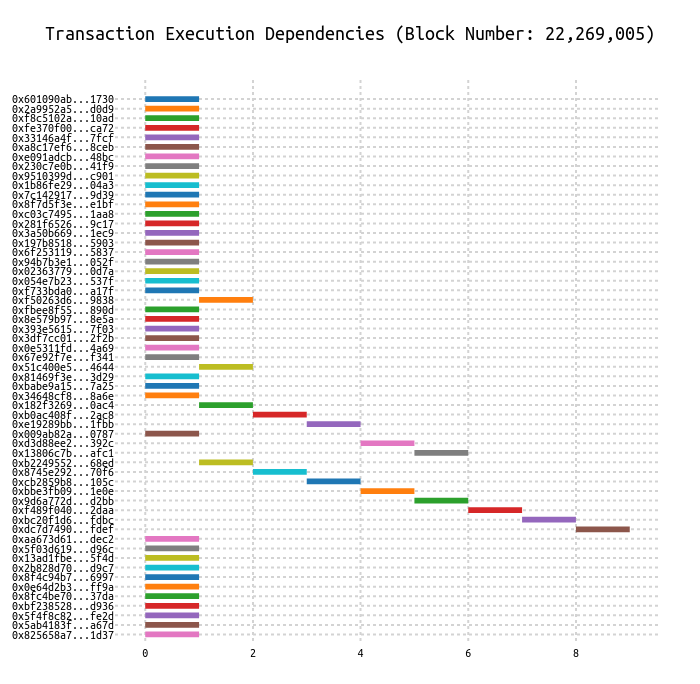 Transaction Execution Dependencies (Block Number: 22,269,005)
0x601090ab...1730
0x2a9952a5...d0d9
0xf8c5102a...10ad
0xfe370f00...ca72
0x33146a4f...7fcf
0xa8c17ef6...8ceb
0xe091adcb...48bc
0x230c7e0b...41f9
0x9510399d...c901
0x1b86fe29...04a3
0x7c142917...9d39
0x8f7d5f3e...e1bf
0xc03c7495...1aa8
0x281f6526...9c17
0x3a50b669...1ec9
0x197b8518...5903
0x6f253119...5837
0x94b7b3e1...052f
0x02363779...0d7a
0x054e7b23...537f
0xf733bda0...a17f
0xf50263d6...9838
0xfbee8f55...890d
0x8e579b97...8e5a
0x393e5615...7f03
0x3df7cc01...2f2b
0x0e5311fd...4a69
0x67e92f7e...f341
0x51c400e5...4644
0x81469f3e...3d29
0xbabe9a15...7a25
0x34648cf8...8a6e
0x182f3269...0ac4
0xb0ac408f...2ac8
0xe19289bb...1fbb
0x009ab82a...0787
0xd3d88ee2...392c
0x13806c7b...afc1
0xb2249552...68ed
0x8745e292...70f6
0xcb2859b8...105c
0xbbe3fb09...1e0e
0x9d6a772d...d2bb
0xf489f040...2daa
0xbc20f1d6...fdbc
0xdc7d7490...fdef
0xaa673d61...dec2
0x5f03d619...d96c
0x13ad1fbe...5f4d
0x2b828d70...d9c7
0x8f4c94b7...6997
0x0e64d2b3...ff9a
0x8fc4be70...37da
0xbf238528...d936
0x5f4f8c82...fe2d
0x5ab4183f...a67d
0x825658a7...1d37
0 2 4 6 8